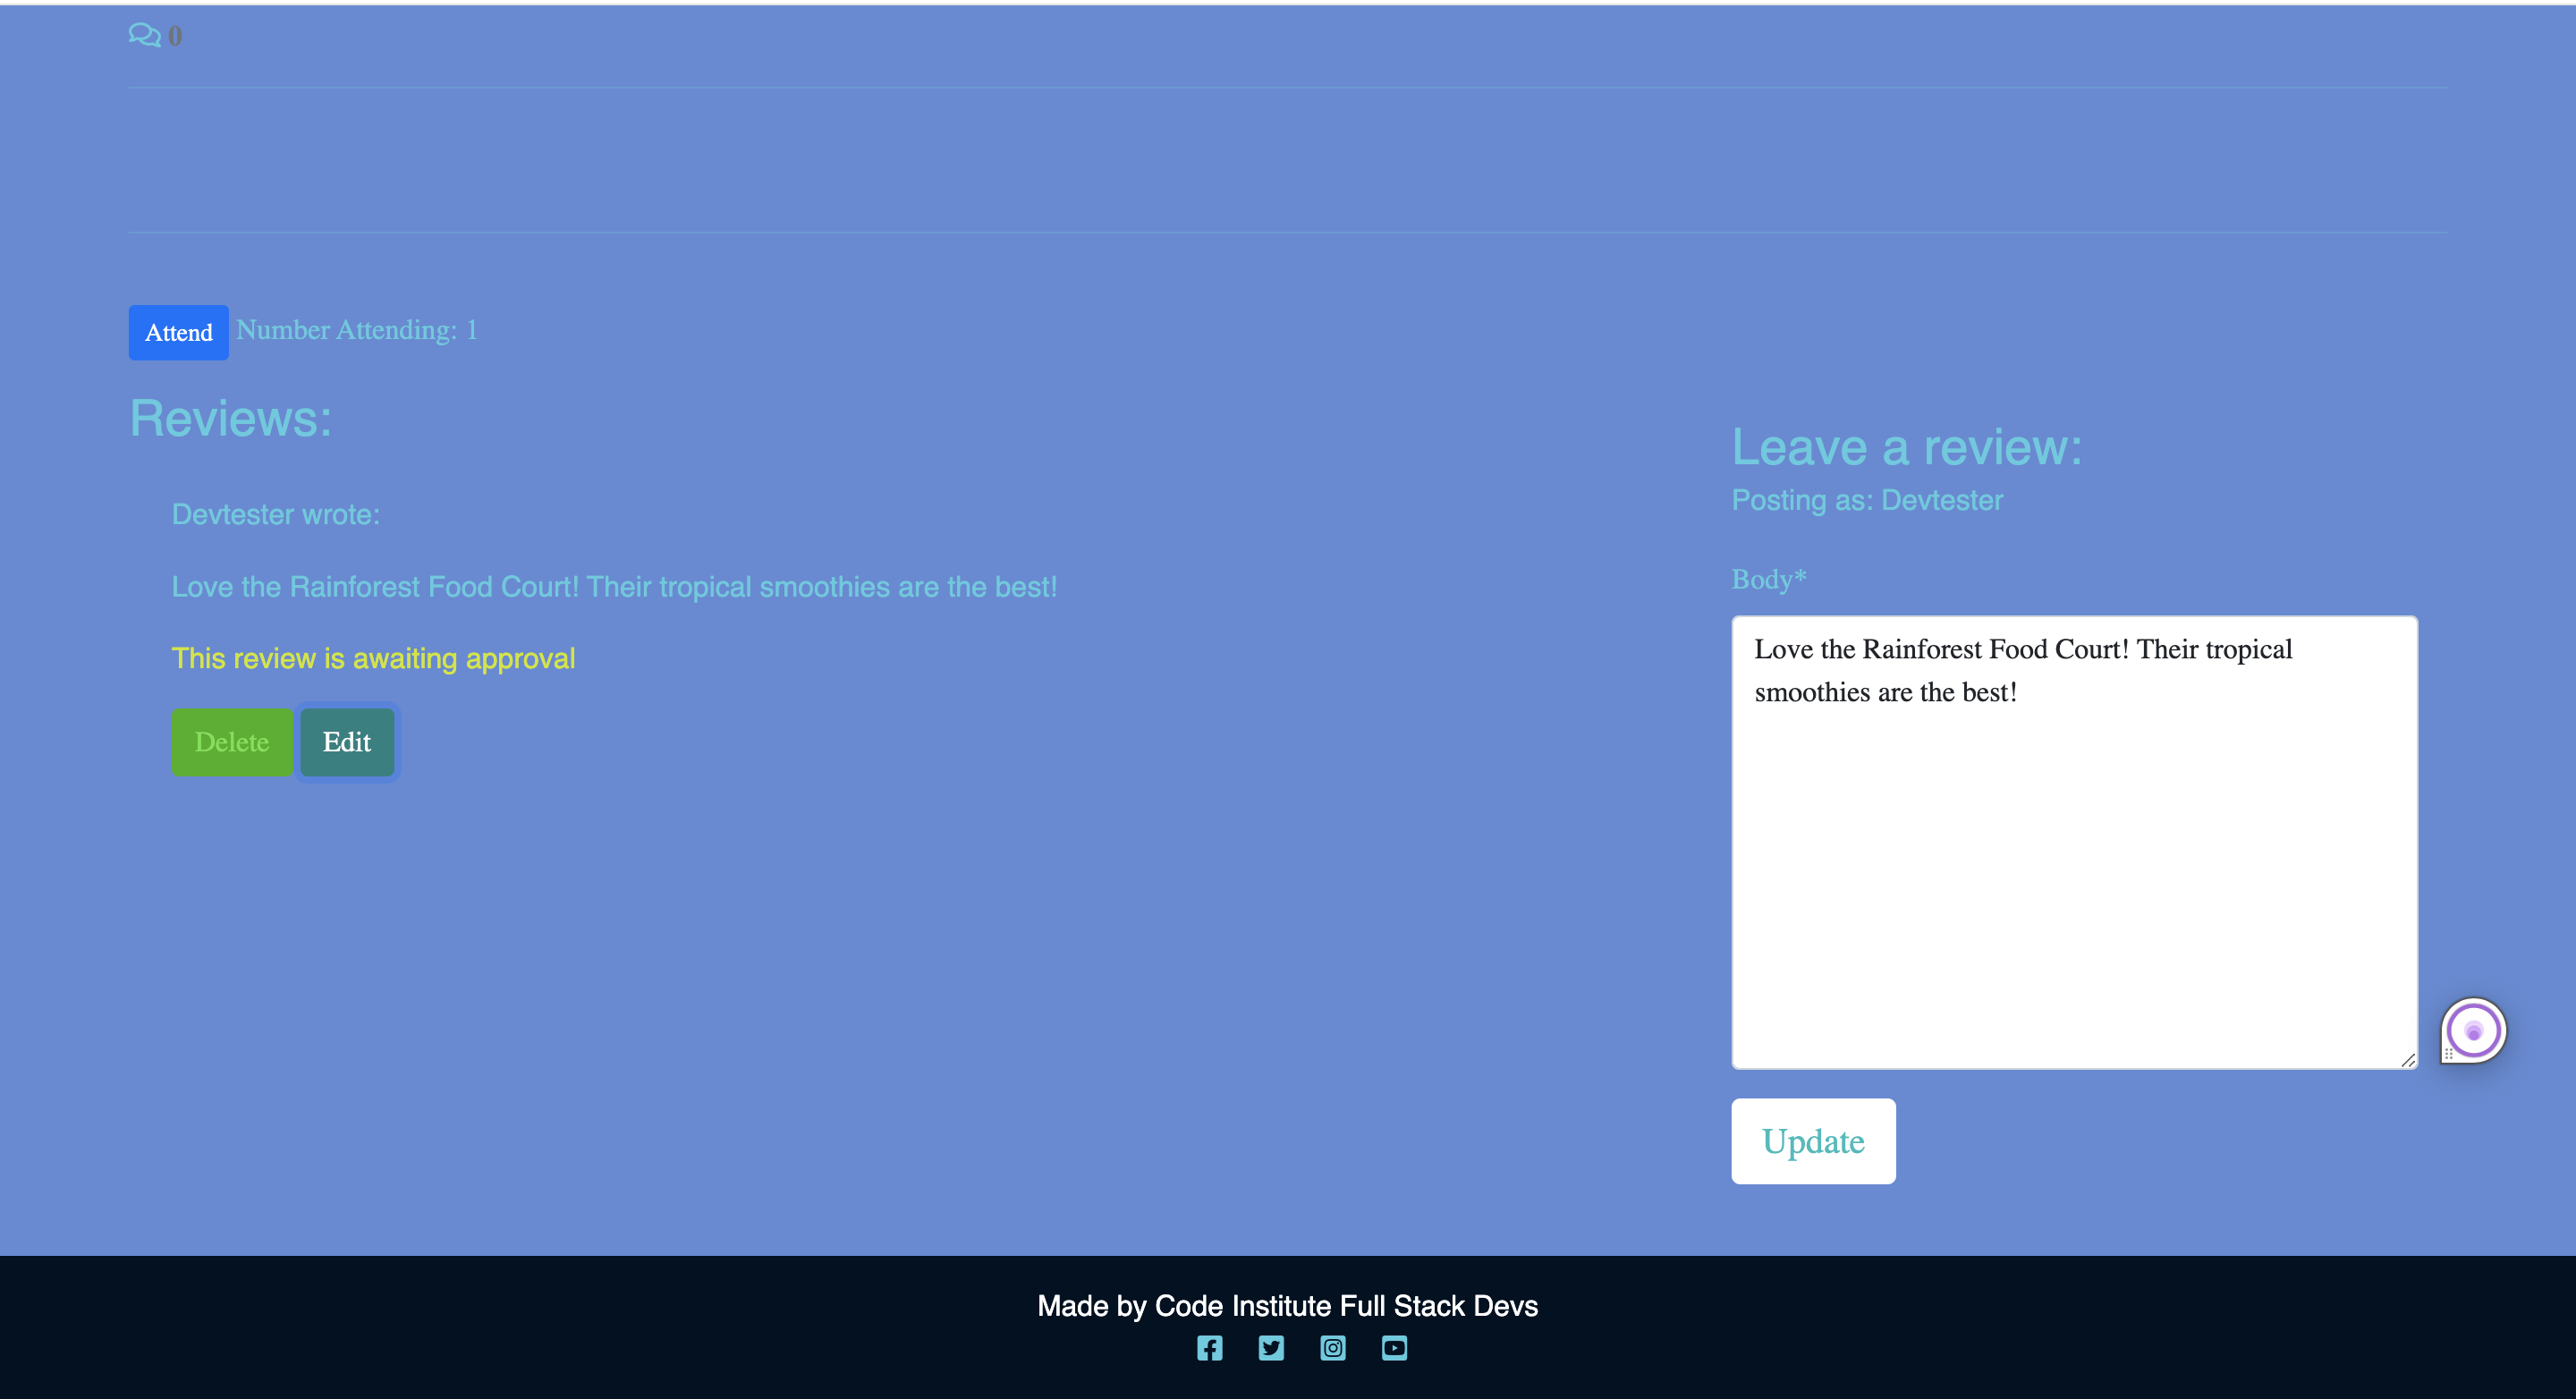 0
Attend Number Attending: 1
Reviews:
Devtester wrote:
Love the Rainforest Food Court! Their tropical smoothies are the best!
This review is awaiting approval
Delete Edit
Leave a review:
Posting as: Devtester
Body*
Love the Rainforest Food Court! Their tropical
smoothies are the best!
Update
Made by Code Institute Full Stack Devs